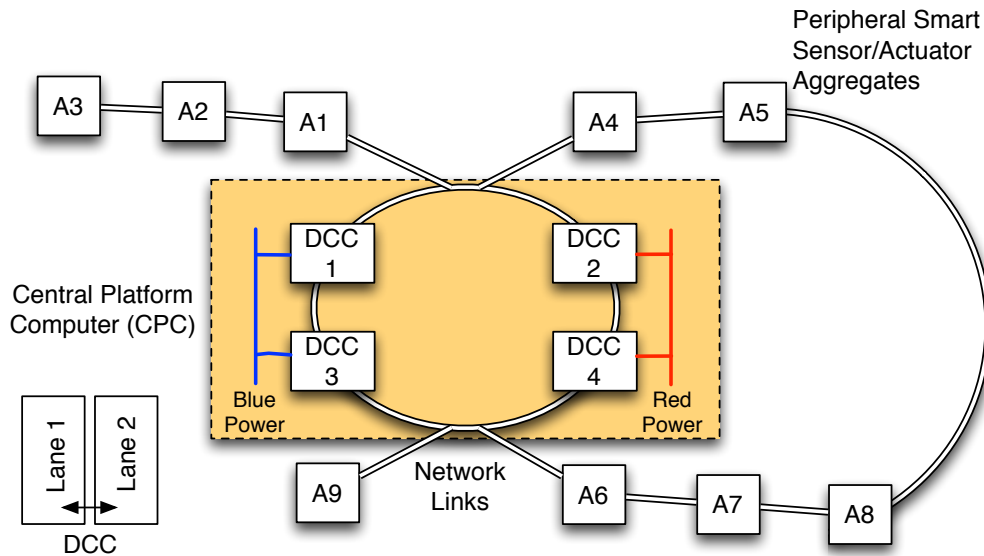 Peripheral Smart
Sensor/Actuator
Aggregates
A3
A2
A1
A4
A5
DCC
1
DCC
2
Central Platform
Computer (CPC)
DCC
3
DCC
4
Blue
Power
Red
Power
Lane 1
Lane 2
DCC
Network
Links
A9
A6
A7
A8